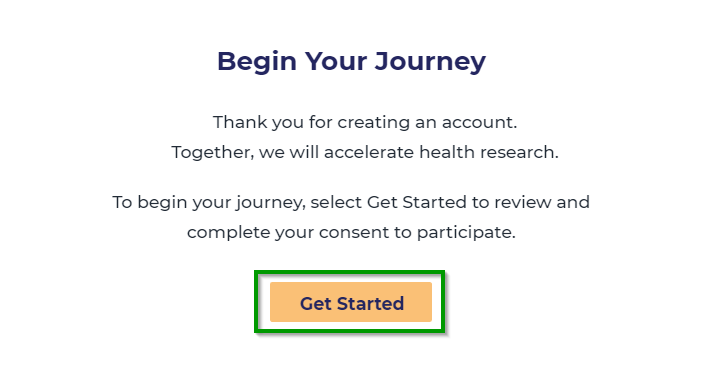 Begin Your Journey
Thank you for creating an account.
Together, we will accelerate health research.
To begin your journey, select Get Started to review and
complete your consent to participate.
Get Started